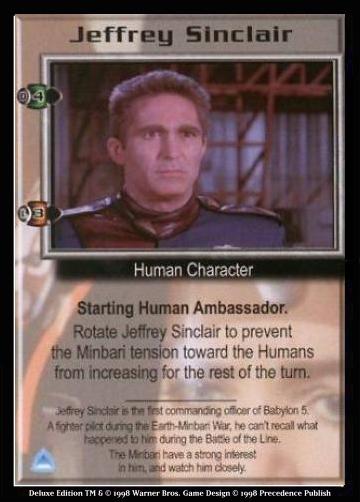 Jeffrey Sinclair
D 4
L 3
Human Character
Starting Human Ambassador.
Rotate Jeffrey Sinclair to prevent
the Minbari tension toward the Humans
from increasing for the rest of the turn.
Jeffrey Sinclair is the first commanding officer of Babylon 5.
A fighter pilot during the Earth-Minbari War, he can't recall what
happened to him during the Battle of the Line.
The Minbari have a strong interest
in him, and watch him closely.
Deluxe Edition TM & © 1998 Warner Bros. Game Design © 1998 Precedence Publish